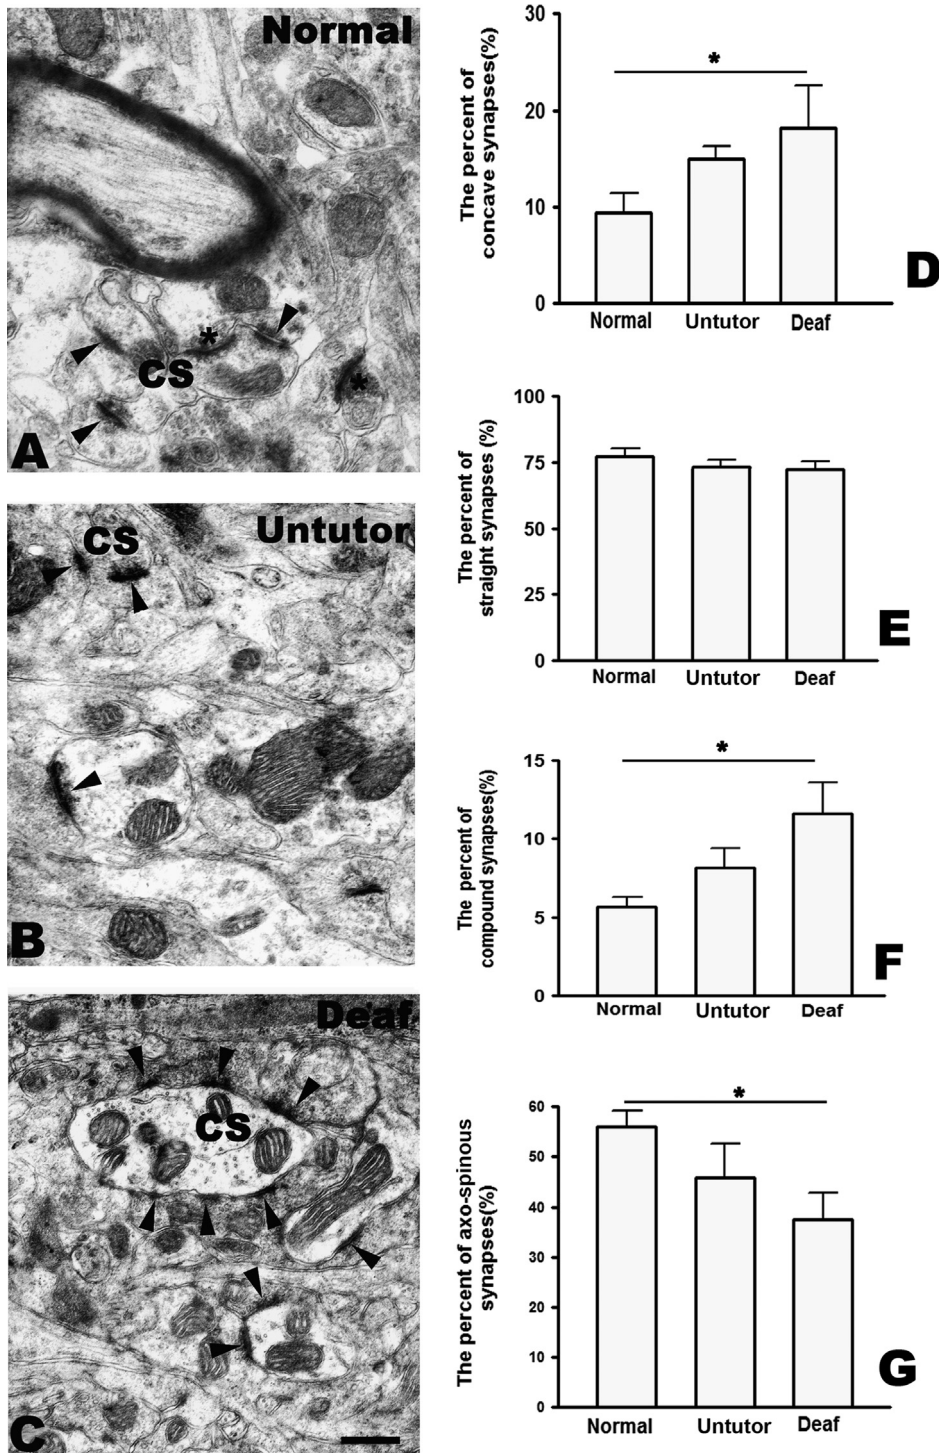 Normal
*
*
CS
A
Untutor
CS
B
Deaf
CS
C
The percent of
concave synapses(%)
30
20
10
0
*
Normal Untutor Deaf
D
The percent of
straight synapses (%)
100
75
50
25
0
Normal Untutor Deaf
E
The percent of
compound synapses(%)
15
10
5
0
*
Normal Untutor Deaf
F
The percent of axo-spinous
synapses(%)
60
50
40
30
20
10
0
*
Normal Untutor Deaf
G